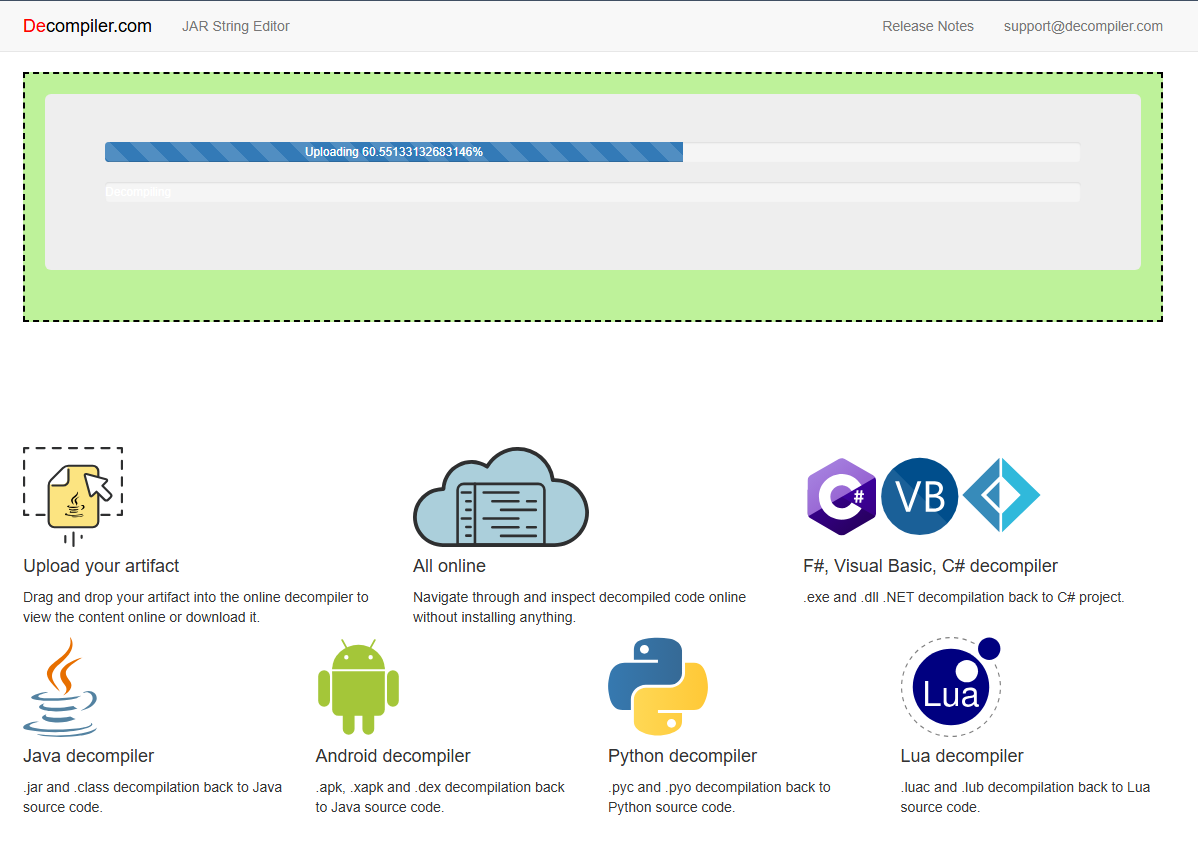 Decompiler.com JAR String Editor Release Notes support@decompiler.com
Uploading 60.55133132683146%
Decompiling
C#
VB
Upload your artifact
Drag and drop your artifact into the online decompiler to
view the content online or download it.
All online
Navigate through and inspect decompiled code online
without installing anything.
F#, Visual Basic, C# decompiler
.exe and .dll .NET decompilation back to C# project.
Lua
Java decompiler
.jar and .class decompilation back to Java
source code.
Android decompiler
.apk, .xapk and .dex decompilation back
to Java source code.
Python decompiler
.pyc and .pyo decompilation back to
Python source code.
Lua decompiler
.luac and .lub decompilation back to Lua
source code.